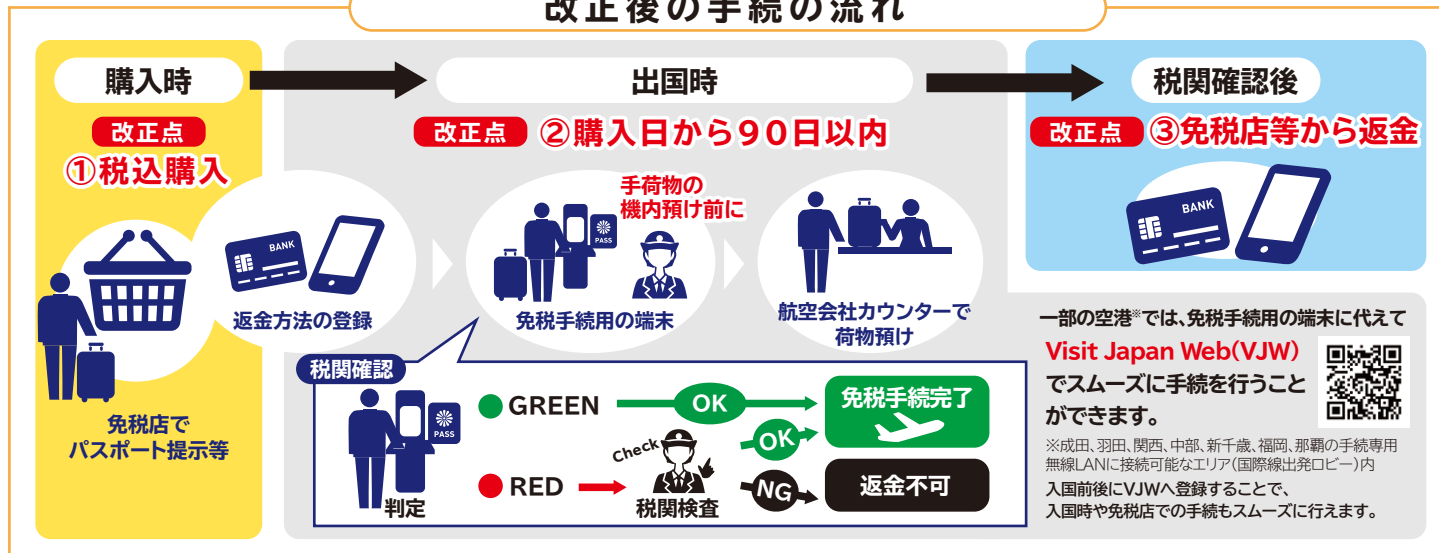 改正後の手続の流れ
購入時
改正点
①税込購入
免税店で
パスポート提示等
BANK
返金方法の登録
出国時
改正点 ②購入日から90日以内
手荷物の
機内預け前に
PASS
免税手続用の端末
航空会社カウンターで
荷物預け
税関確認
PASS
判定
GREEN
OK
免税手続完了
RED
Check
税関検査
OK
NG
返金不可
税関確認後
改正点 ③免税店等から返金
BANK
一部の空港※では、免税手続用の端末に代えて
Visit Japan Web(VJW)
でスムーズに手続を行うこと
ができます。
※成田、羽田、関西、中部、新千歳、福岡、那覇の手続専用
無線LANに接続可能なエリア(国際線出発ロビー)内
入国前後にVJWへ登録することで、
入国時や免税店での手続もスムーズに行えます。